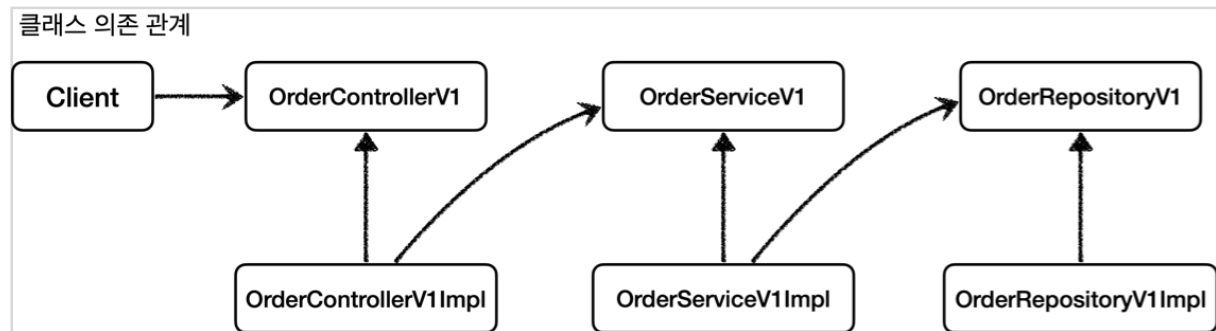 클래스 의존 관계
Client
OrderControllerV1
OrderServiceV1
OrderRepositoryV1
OrderControllerV1Impl
OrderServiceV1Impl
OrderRepositoryV1Impl